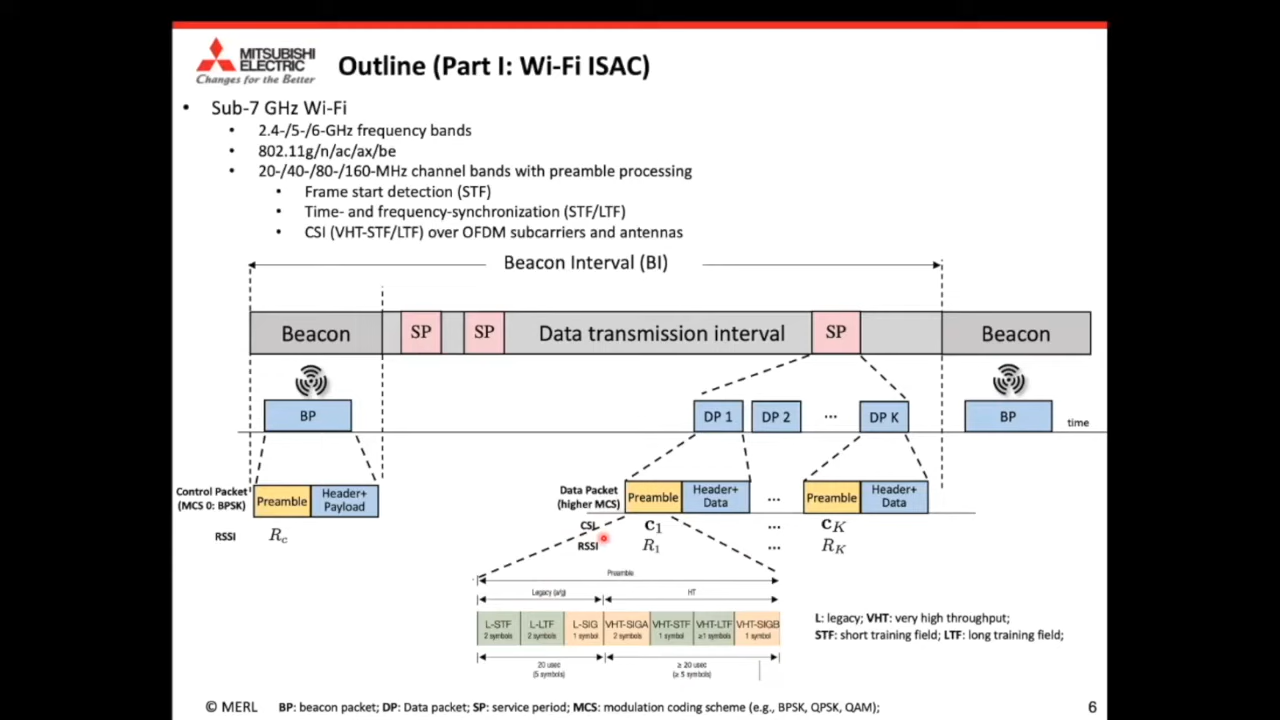 MITSUBISHI
ELECTRIC
Changes for the Better
Outline (Part I: Wi-Fi ISAC)
• Sub-7 GHz Wi-Fi
• 2.4-/5-/6-GHz frequency bands
• 802.11g/n/ac/ax/be
• 20-/40-/80-/160-MHz channel bands with preamble processing
• Frame start detection (STF)
• Time- and frequency-synchronization (STF/LTF)
• CSI (VHT-STF/LTF) over OFDM subcarriers and antennas
Beacon Interval (BI)
Beacon SP SP Data transmission interval SP Beacon
BP DP 1 DP 2 ... DP K BP time
Control Packet
(MCS 0: BPSK)
Preamble
Header+
Payload
RSSI R_c
Data Packet
(higher MCS)
Preamble
Header+
Data
...
Preamble
Header+
Data
CSI c_1 ... c_K
RSSI R_1 ... R_K
Preamble
Legacy (a/g) HT
L-STF
2 symbols
L-LTF
2 symbols
L-SIG
1 symbol
VHT-SIGA
2 symbols
VHT-STF
1 symbol
VHT-LTF
≥1 symbols
VHT-SIGB
1 symbol
20 usec
(5 symbols)
≥ 20 usec
(≥ 5 symbols)
L: legacy; VHT: very high throughput;
STF: short training field; LTF: long training field;
© MERL BP: beacon packet; DP: Data packet; SP: service period; MCS: modulation coding scheme (e.g., BPSK, QPSK, QAM); 6